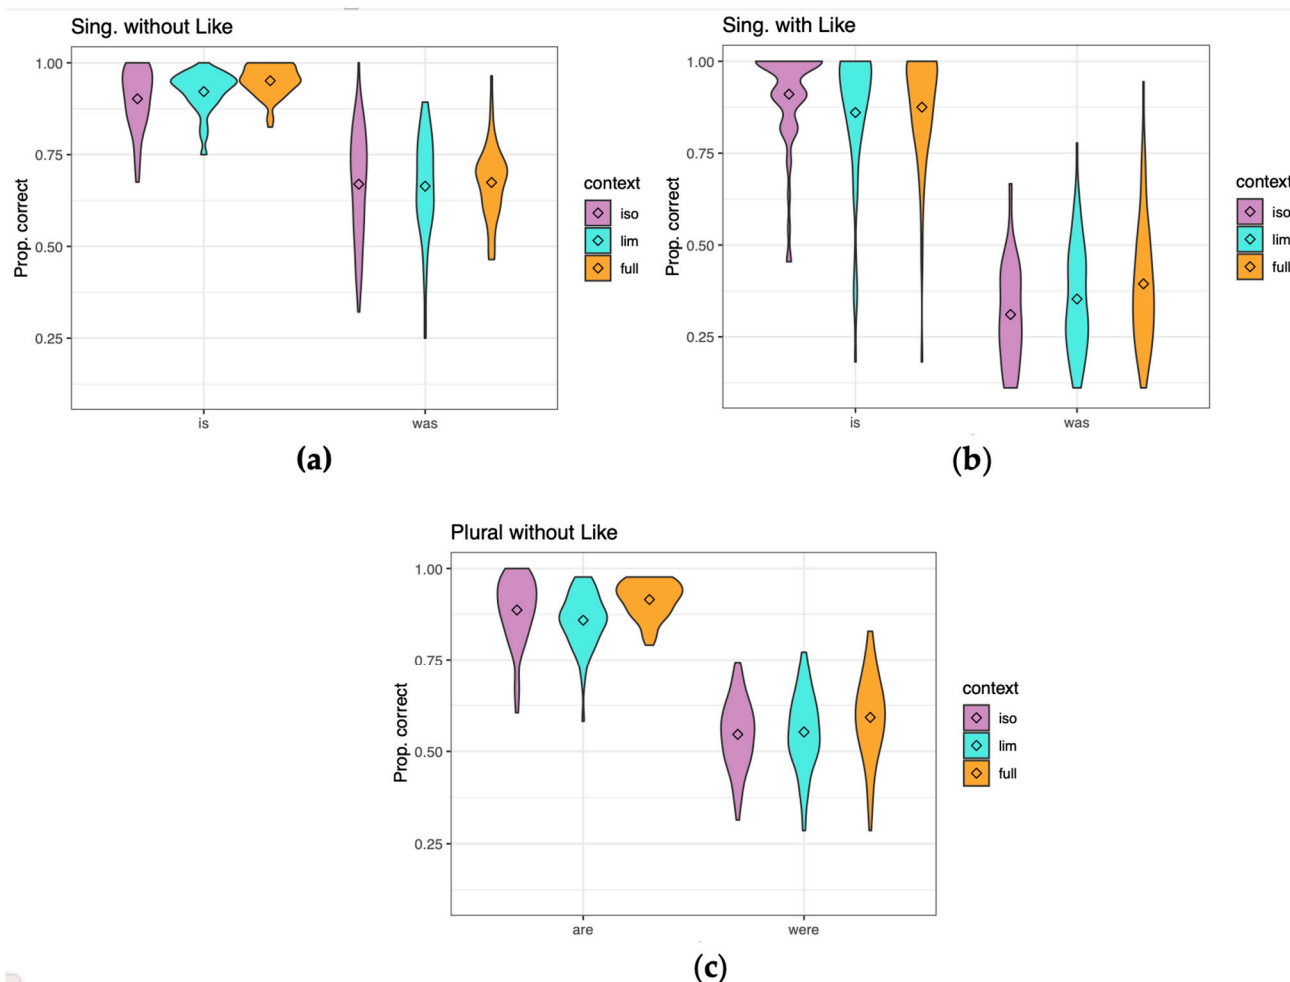 Sing. without Like
Prop. correct
1.00
0.75
0.50
0.25
is
was
context
iso
lim
full
(a)
Sing. with Like
Prop. correct
1.00
0.75
0.50
0.25
is
was
context
iso
lim
full
(b)
Plural without Like
Prop. correct
1.00
0.75
0.50
0.25
are
were
context
iso
lim
full
(c)